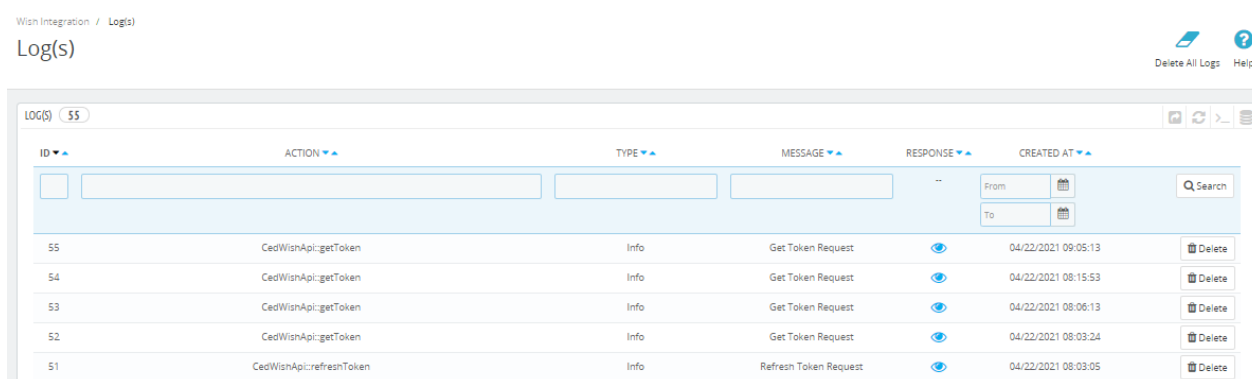 Wish Integration / Log(s)
Log(s)
Delete All Logs Help
LOG(S) 55
ID ACTION TYPE MESSAGE RESPONSE CREATED AT
-- From Search
To
55 CedWishApi::getToken Info Get Token Request 04/22/2021 09:05:13 Delete
54 CedWishApi::getToken Info Get Token Request 04/22/2021 08:15:53 Delete
53 CedWishApi::getToken Info Get Token Request 04/22/2021 08:06:13 Delete
52 CedWishApi::getToken Info Get Token Request 04/22/2021 08:03:24 Delete
51 CedWishApi::refreshToken Info Refresh Token Request 04/22/2021 08:03:05 Delete